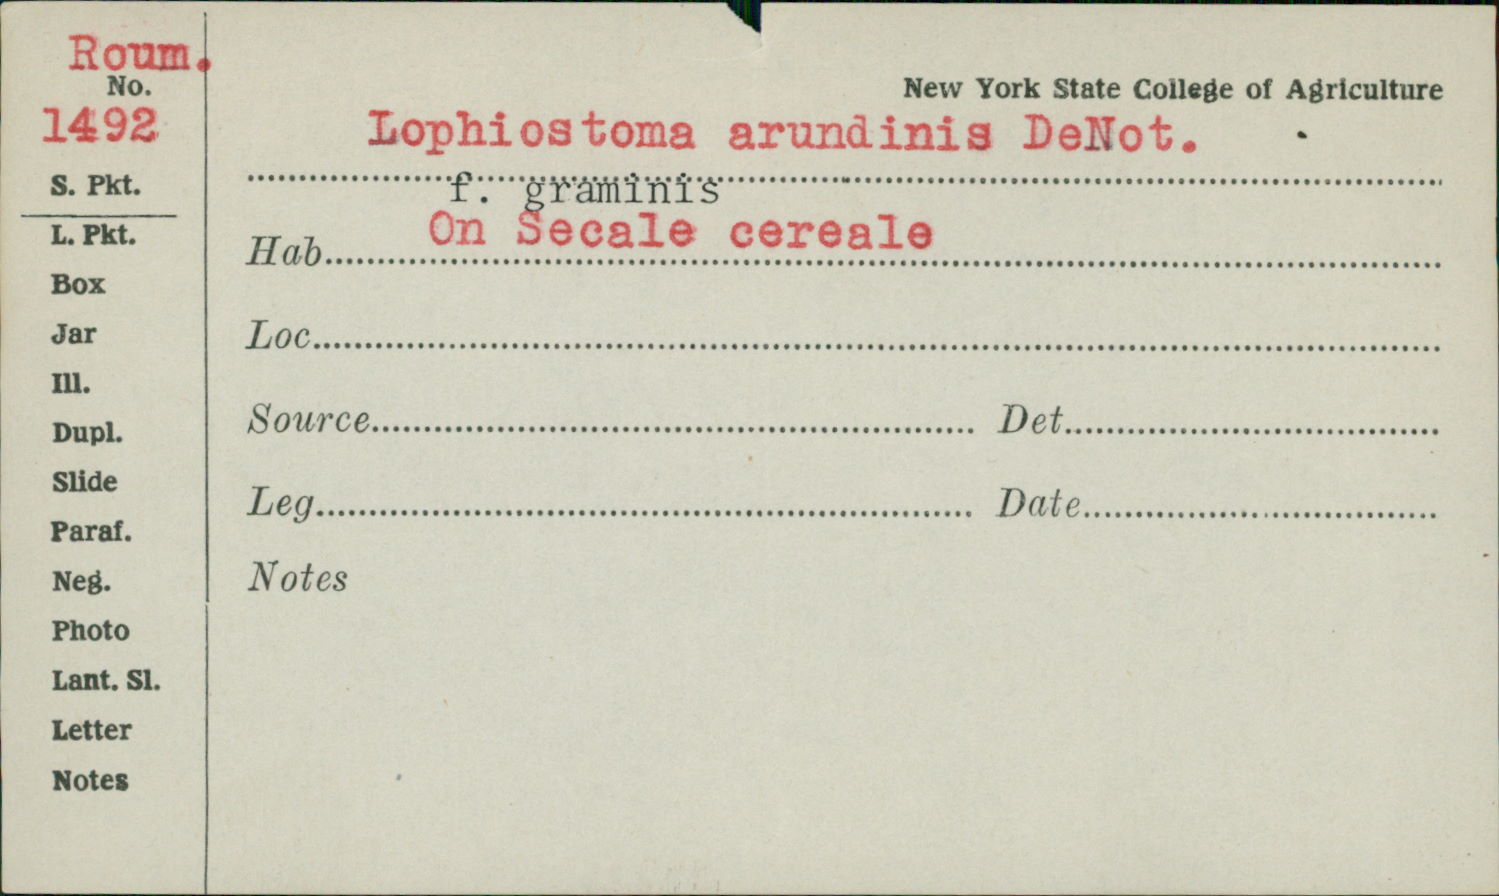 Roum.
No.
1492
S. Pkt.
L. Pkt.
Box
Jar
Ill.
Dupl.
Slide
Paraf.
Neg.
Photo
Lant. Sl.
Letter
Notes
New York State College of Agriculture
Lophiostoma arundinis DeNot.
f. graminis
On Secale cereale
Hab.
Loc.
Source Det.
Leg. Date
Notes